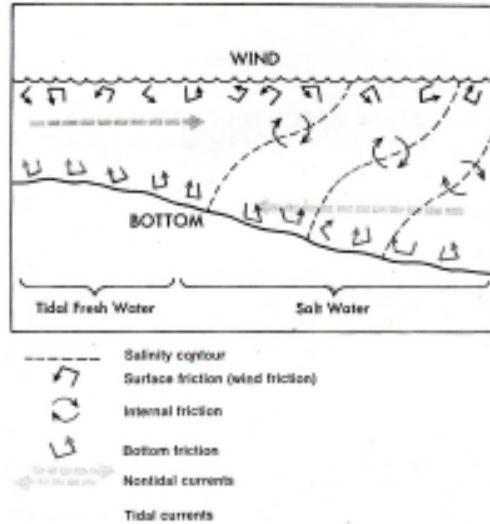 WIND
BOTTOM
Tidal Fresh Water Salt Water
Salinity contour
Surface friction (wind friction)
Internal friction
Bottom friction
Nontidal currents
Tidal currents